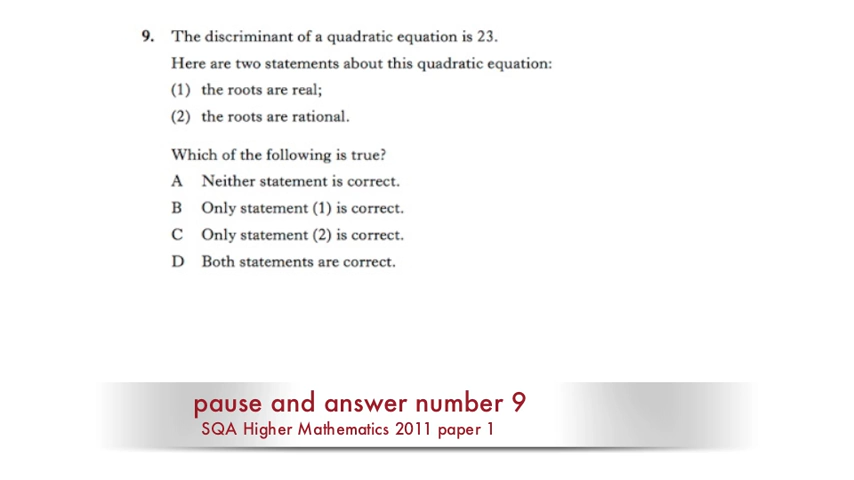 9. The discriminant of a quadratic equation is 23.
Here are two statements about this quadratic equation:
(1) the roots are real;
(2) the roots are rational.
Which of the following is true?
A Neither statement is correct.
B Only statement (1) is correct.
C Only statement (2) is correct.
D Both statements are correct.
pause and answer number 9
SQA Higher Mathematics 2011 paper 1